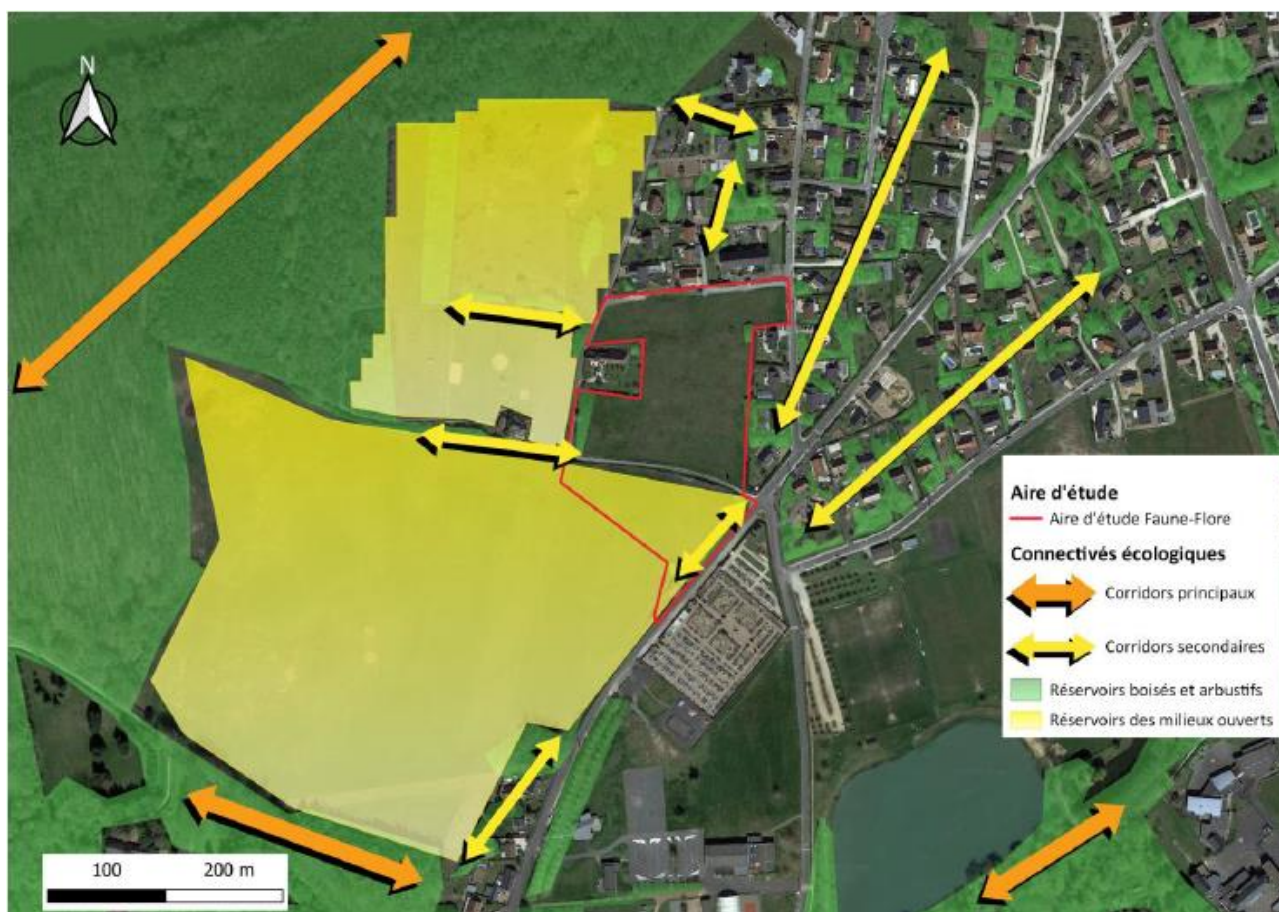 N
Aire d'étude
Aire d'étude Faune-Flore
Connectivés écologiques
Corridors principaux
Corridors secondaires
Réservoirs boisés et arbustifs
Réservoirs des milieux ouverts
100 200 m